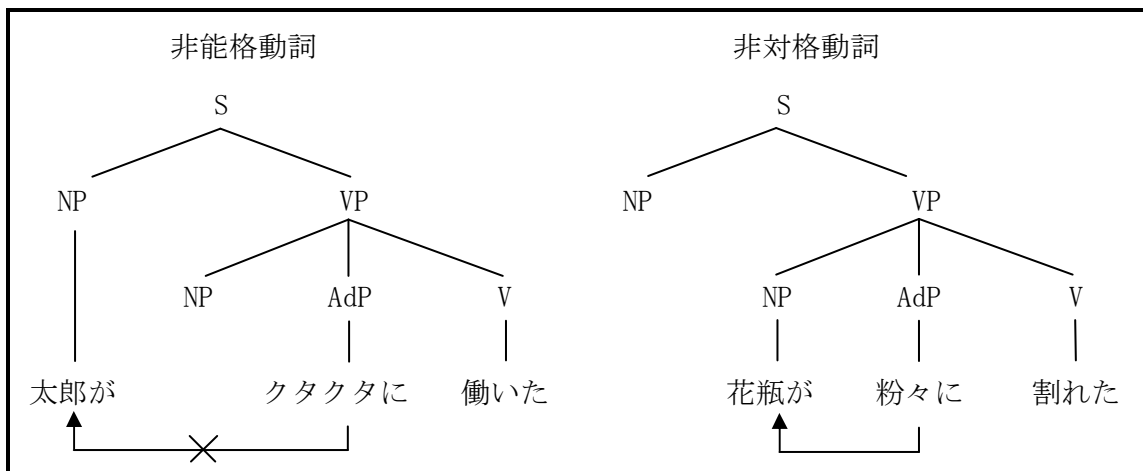 非能格動詞 非対格動詞
S S
NP VP NP VP
NP AdP V NP AdP V
太郎が クタクタに 働いた 花瓶が 粉々に 割れた